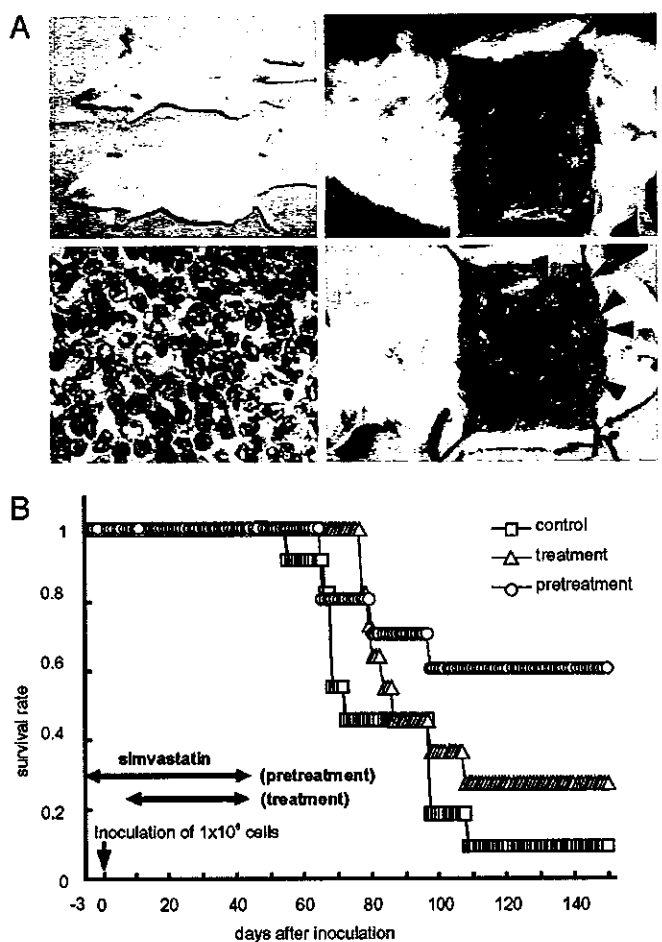 A
B
1
0.8
0.6
0.4
0.2
0
survival rate
control
treatment
pretreatment
simvastatin
(pretreatment)
(treatment)
Inoculation of 1x10⁶ cells
-3 0 20 40 60 80 100 120 140
days after inoculation